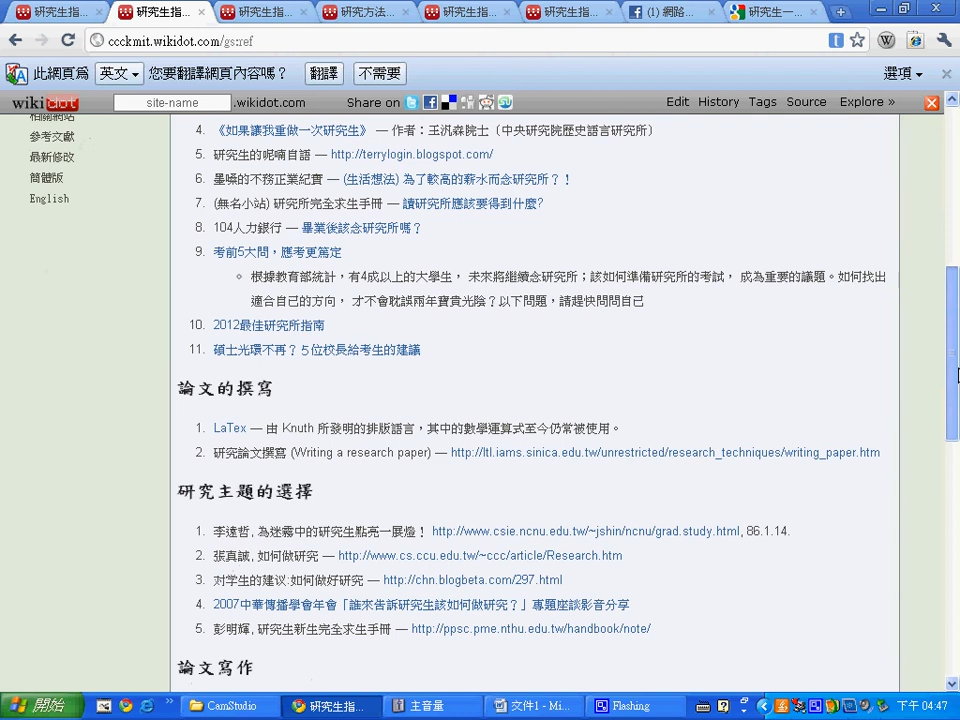 研究生指... 研究生指... 研究生指... 研究方法... 研究生指... 研究生指... (1) 網路... 研究生一...
ccckmit.wikidot.com/gs:ref
此網頁為 英文 您要翻譯網頁內容嗎？ 翻譯 不需要 選項
wikidot site-name .wikidot.com Share on Edit History Tags Source Explore »
相關網站
參考文獻
最新修改
簡體版
English
4. 《如果讓我重做一次研究生》 — 作者：王汎森院士〔中央研究院歷史語言研究所〕
5. 研究生的呢喃自語 — http://terrylogin.blogspot.com/
6. 墨嗓的不務正業紀實 — (生活想法) 為了較高的薪水而念研究所？！
7. (無名小站) 研究所完全求生手冊 — 讀研究所應該要得到什麼?
8. 104人力銀行 — 畢業後該念研究所嗎？
9. 考前5大問，應考更篤定
根據教育部統計，有4成以上的大學生， 未來將繼續念研究所；該如何準備研究所的考試， 成為重要的議題。如何找出
適合自己的方向， 才不會耽誤兩年寶貴光陰？以下問題，請趕快問問自己
10. 2012最佳研究所指南
11. 碩士光環不再？５位校長給考生的建議
論文的撰寫
1. LaTex — 由 Knuth 所發明的排版語言，其中的數學運算式至今仍常被使用。
2. 研究論文撰寫 (Writing a research paper) — http://ltl.iams.sinica.edu.tw/unrestricted/research_techniques/writing_paper.htm
研究主題的選擇
1. 李遠哲, 為迷霧中的研究生點亮一展燈！ http://www.csie.ncnu.edu.tw/~jshin/ncnu/grad.study.html, 86.1.14.
2. 張真誠, 如何做研究 — http://www.cs.ccu.edu.tw/~ccc/article/Research.htm
3. 对学生的建议:如何做好研究 — http://chn.blogbeta.com/297.html
4. 2007中華傳播學會年會「誰來告訴研究生該如何做研究？」專題座談影音分享
5. 彭明輝, 研究生新生完全求生手冊 — http://ppsc.pme.nthu.edu.tw/handbook/note/
論文寫作
開始 CamStudio 研究生指... 主音量 文件1 - Mi... Flashing 下午 04:47